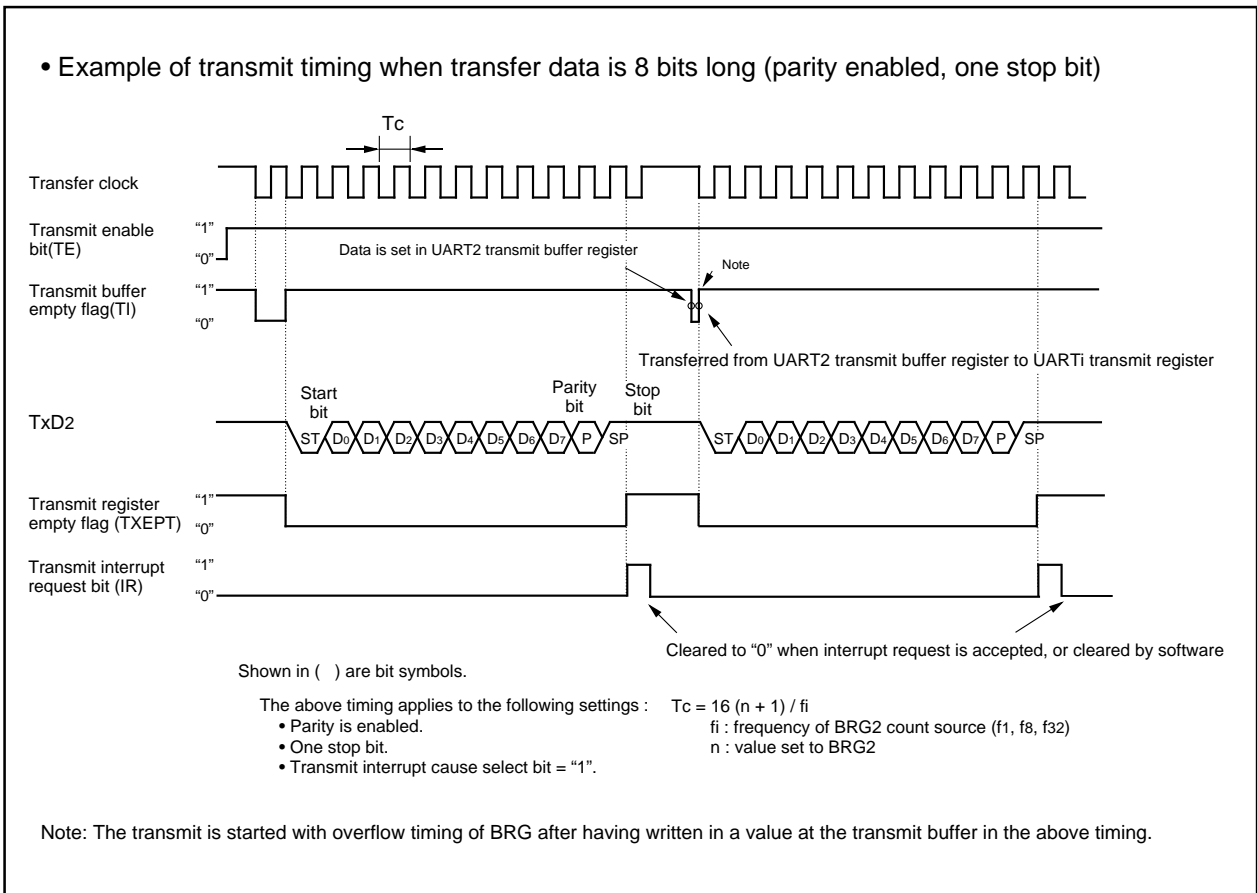 • Example of transmit timing when transfer data is 8 bits long (parity enabled, one stop bit)
Tc
Transfer clock
Transmit enable
bit(TE)
“1”
“0”
Data is set in UART2 transmit buffer register
Note
Transmit buffer
empty flag(TI)
“1”
“0”
Transferred from UART2 transmit buffer register to UARTi transmit register
Start
bit
Parity
bit
Stop
bit
TxD2
ST D0 D1 D2 D3 D4 D5 D6 D7 P SP
ST D0 D1 D2 D3 D4 D5 D6 D7 P SP
Transmit register
empty flag (TXEPT)
“1”
“0”
Transmit interrupt
request bit (IR)
“1”
“0”
Cleared to “0” when interrupt request is accepted, or cleared by software
Shown in ( ) are bit symbols.
The above timing applies to the following settings :
• Parity is enabled.
• One stop bit.
• Transmit interrupt cause select bit = “1”.
Tc = 16 (n + 1) / fi
fi : frequency of BRG2 count source (f1, f8, f32)
n : value set to BRG2
Note: The transmit is started with overflow timing of BRG after having written in a value at the transmit buffer in the above timing.